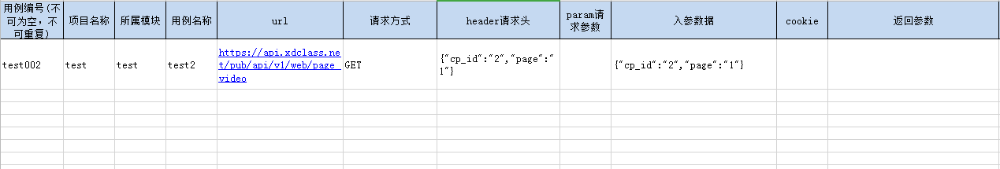 用例编号(不
可为空，不
可重复)
项目名称
所属模块
用例名称
url
请求方式
header请求头
param请
求参数
入参数据
cookie
返回参数
test002
test
test
test2
https://api.xdclass.ne
t/pub/api/v1/web/page_
video
GET
{"cp_id":"2","page":"
1"}
{"cp_id":"2","page":"1"}